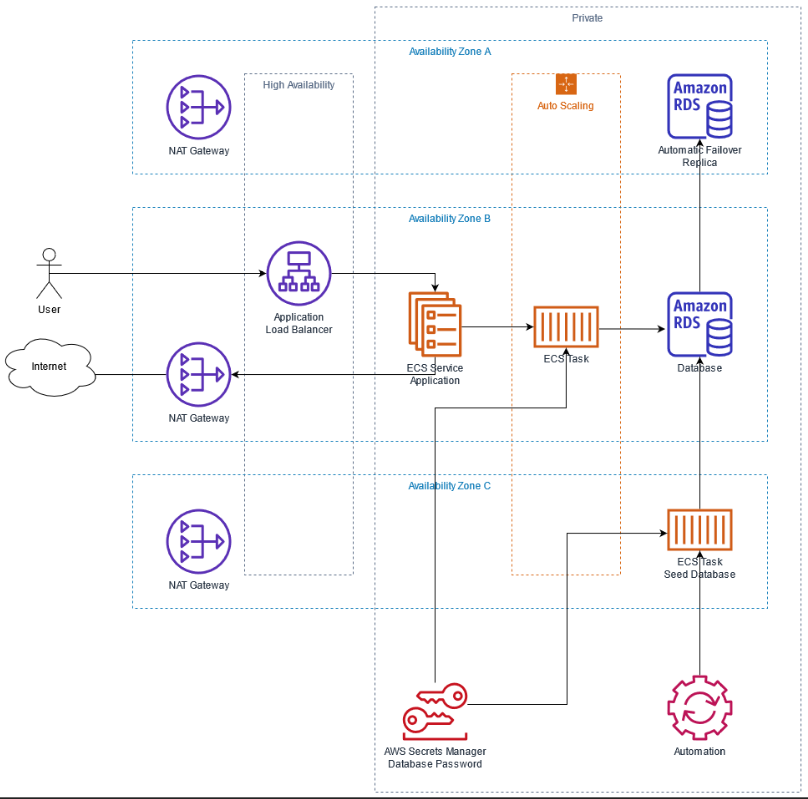 Private
Availability Zone A
High Availability
Auto Scaling
Amazon
RDS
NAT Gateway
Automatic Failover
Replica
Availability Zone B
User
Application
Load Balancer
Amazon
RDS
ECS Task
Internet
ECS Service
Application
Database
NAT Gateway
Availability Zone C
NAT Gateway
ECS Task
Seed Database
AWS Secrets Manager
Database Password
Automation